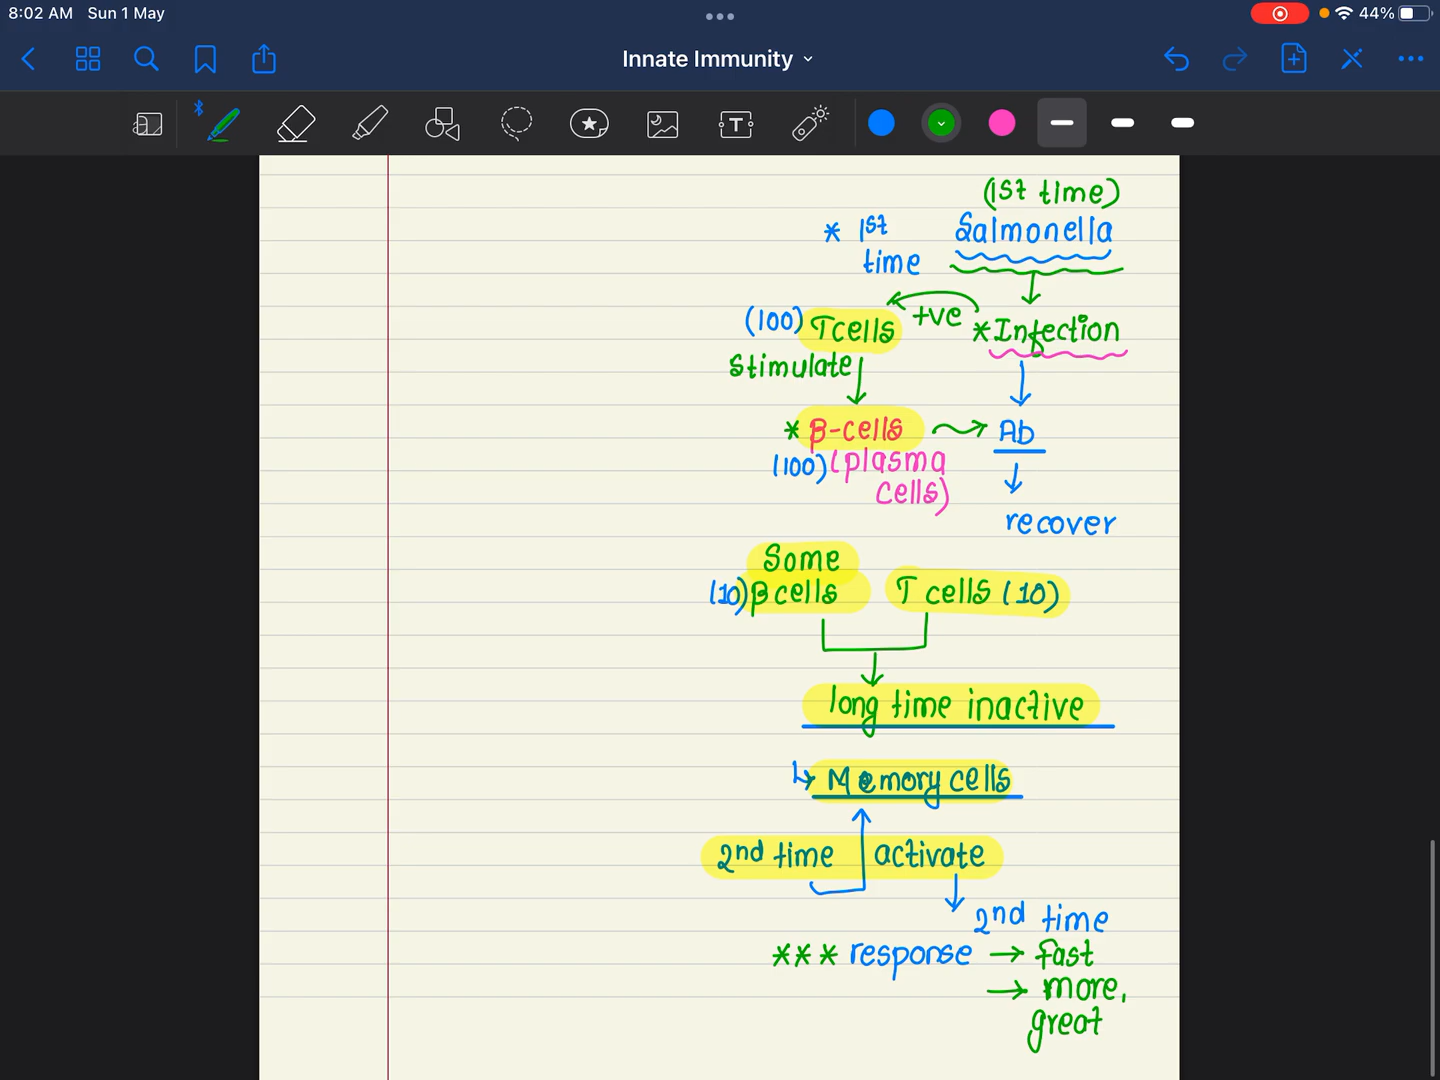 8:02 AM Sun 1 May
44%
Innate Immunity
T
(1st time)
* 1st Salmonella
time
(100) T cells +ve *Infection
Stimulate
* B-cells Ab
(100) (plasma
cells)
recover
Some
(10) B cells T cells (10)
long time inactive
↳ Memory cells
2nd time activate
2nd time
*** response → fast
→ more,
great